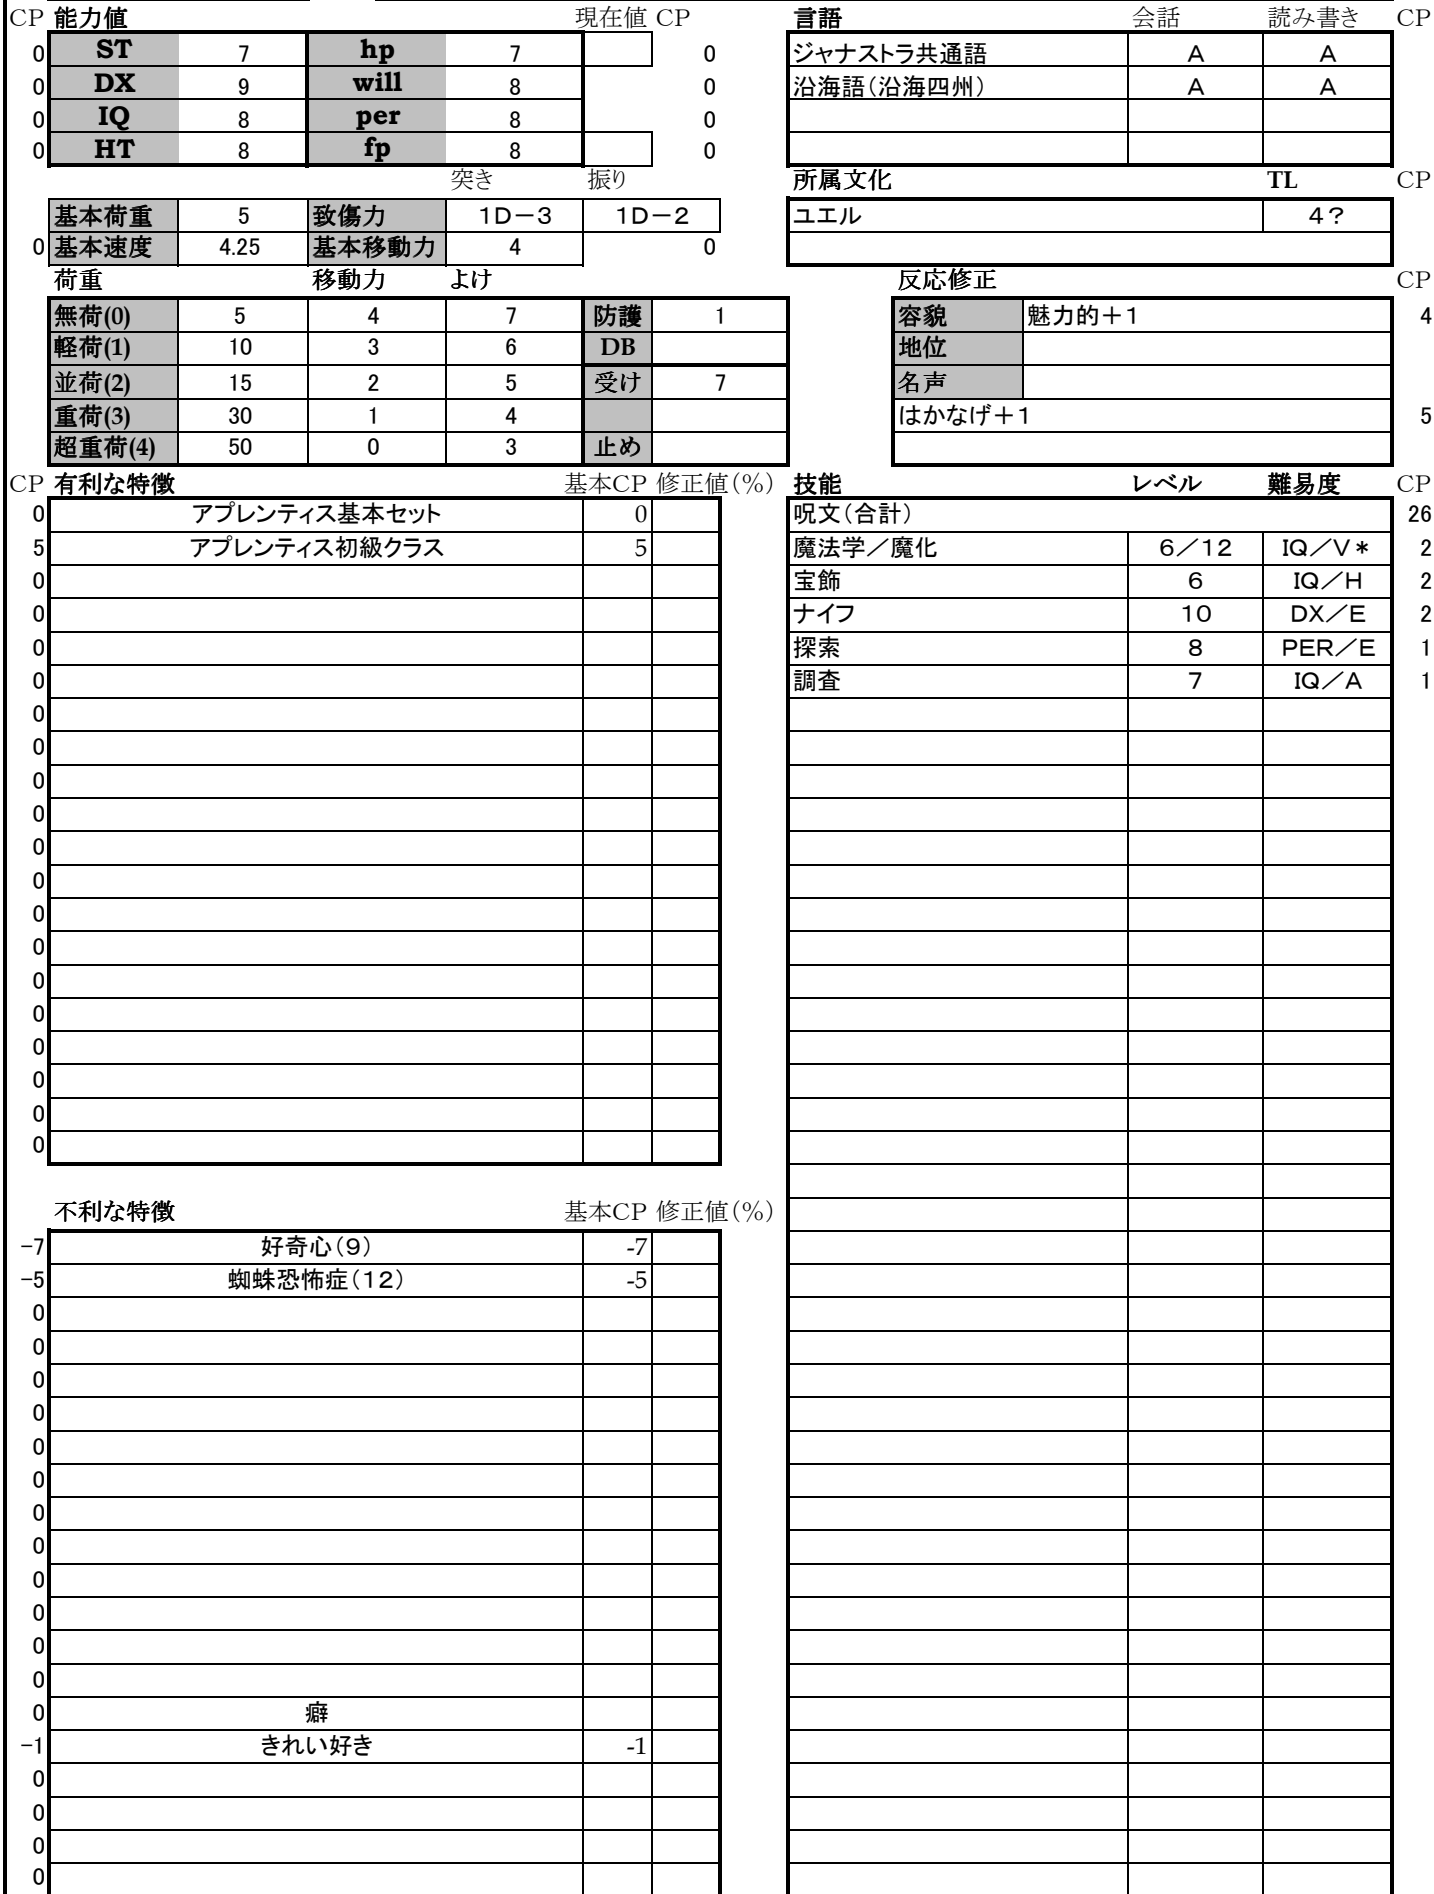 CP 能力値 現在値 CP 言語 会話 読み書き CP
0 ST 7 hp 7 0 ジャナストラ共通語 A A
0 DX 9 will 8 0 沿海語(沿海四州) A A
0 IQ 8 per 8 0
0 HT 8 fp 8 0
突き 振り 所属文化 TL CP
基本荷重 5 致傷力 1D-3 1D-2 ユエル 4?
0 基本速度 4.25 基本移動力 4 0
荷重 移動力 よけ 反応修正 CP
無荷(0) 5 4 7 防護 1 容貌 魅力的+1 4
軽荷(1) 10 3 6 DB 地位
並荷(2) 15 2 5 受け 7 名声
重荷(3) 30 1 4 はかなげ+1 5
超重荷(4) 50 0 3 止め
CP 有利な特徴 基本CP 修正値(%) 技能 レベル 難易度 CP
0 アプレンティス基本セット 0 呪文(合計) 26
5 アプレンティス初級クラス 5 魔法学/魔化 6/12 IQ/V* 2
0 宝飾 6 IQ/H 2
0 ナイフ 10 DX/E 2
0 探索 8 PER/E 1
0 調査 7 IQ/A 1
0
0
0
0
0
0
0
0
0
0
0
0
0
0
不利な特徴 基本CP 修正値(%)
-7 好奇心(9) -7
-5 蜘蛛恐怖症(12) -5
0
0
0
0
0
0
0
0
0
0
0
0
0 癖
-1 きれい好き -1
0
0
0
0